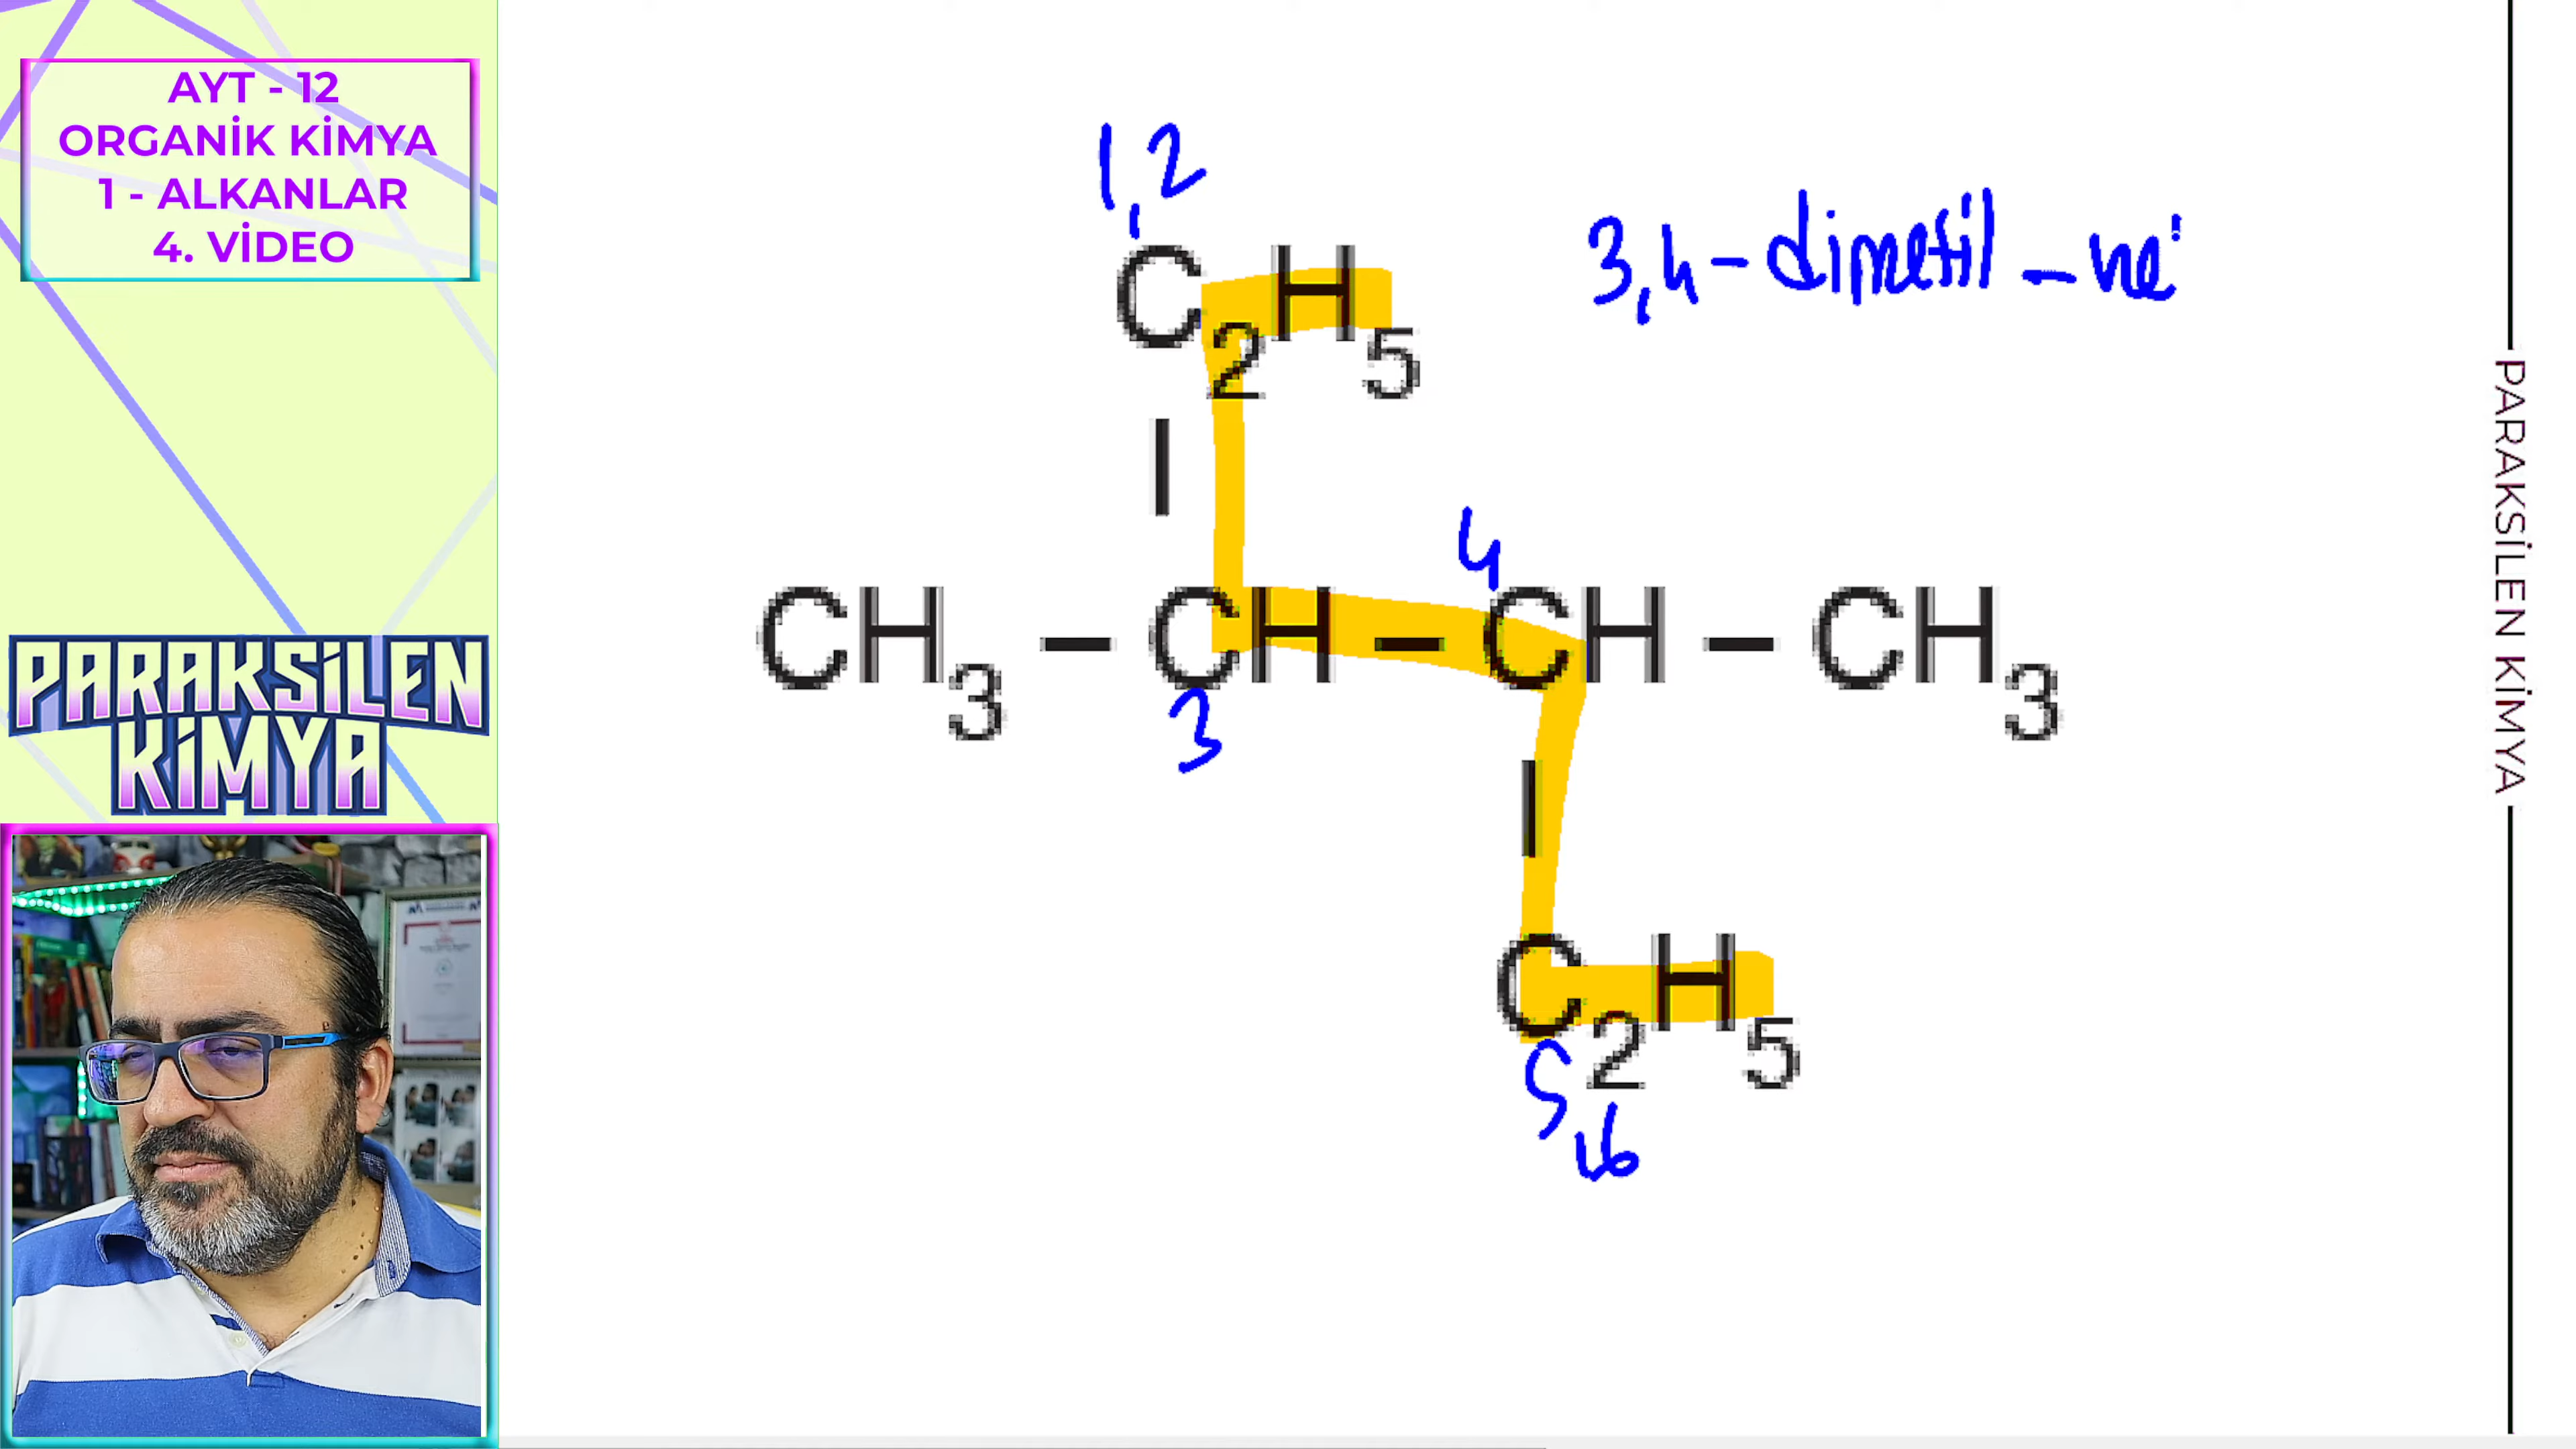 AYT - 12
ORGANİK KİMYA
1 - ALKANLAR
4. VİDEO
PARAKSİLEN
KİMYA
1,2
C2H5
3,4-dimetil-he
4
CH3 - CH - CH - CH3
3
C2H5
5,6
PARAKSİLEN KİMYA